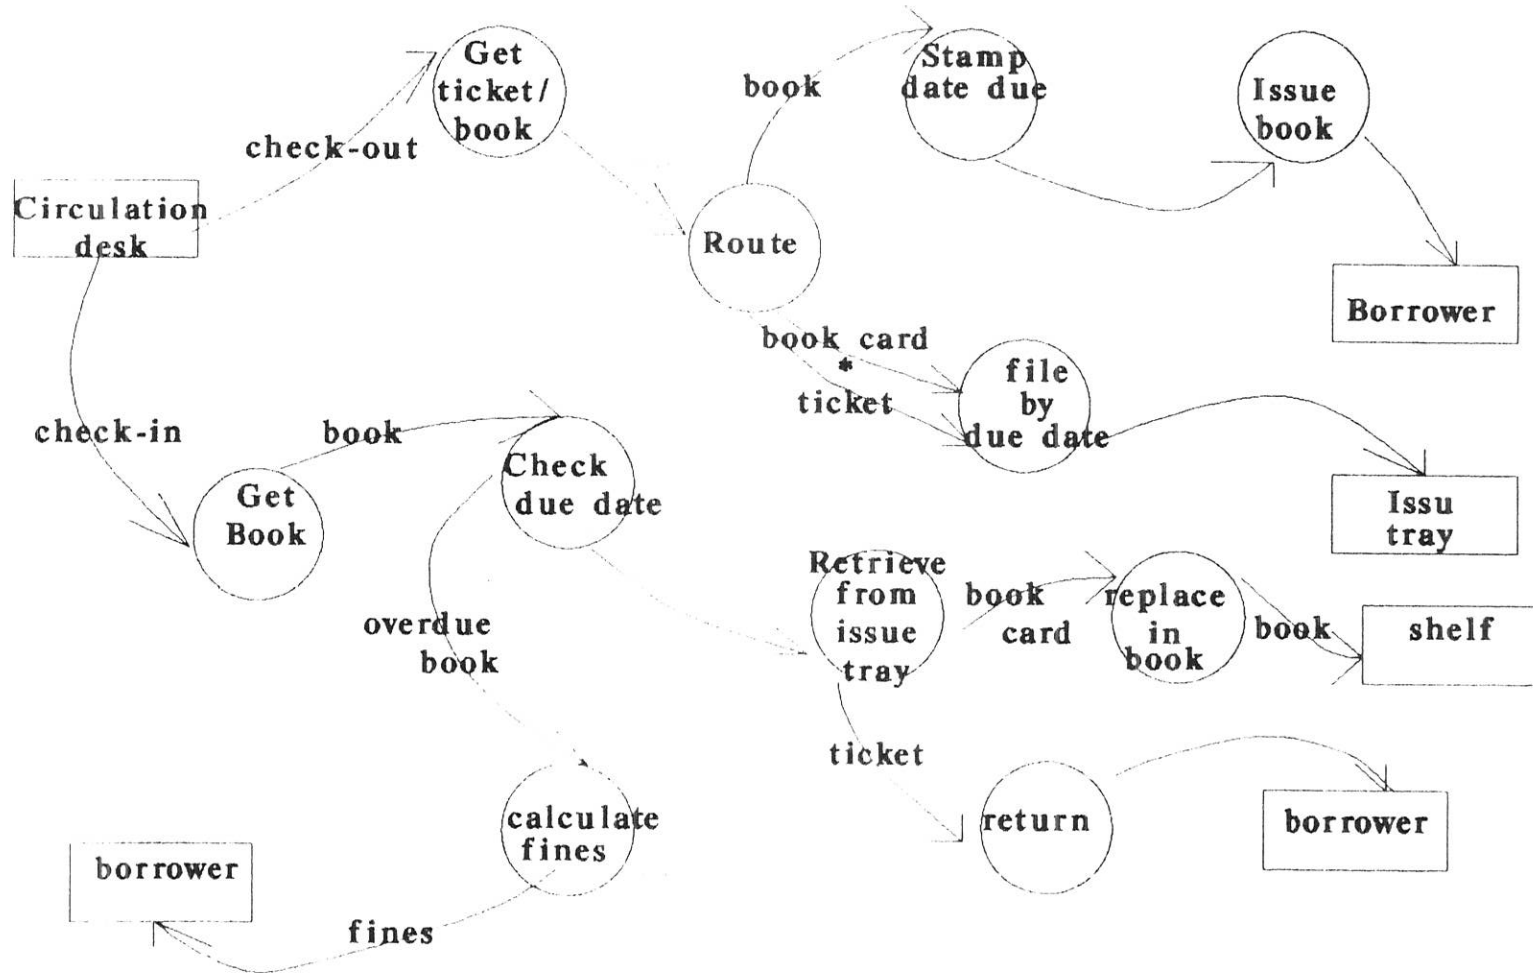 Get
ticket/
book
check-out
Circulation
desk
book
Stamp
date due
Issue
book
Route
Borrower
book card
*
ticket
file
by
due date
Issu
tray
check-in
book
Get
Book
Check
due date
overdue
book
Retrieve
from
issue
tray
book
card
replace
in
book
book
shelf
ticket
return
borrower
calculate
fines
borrower
fines